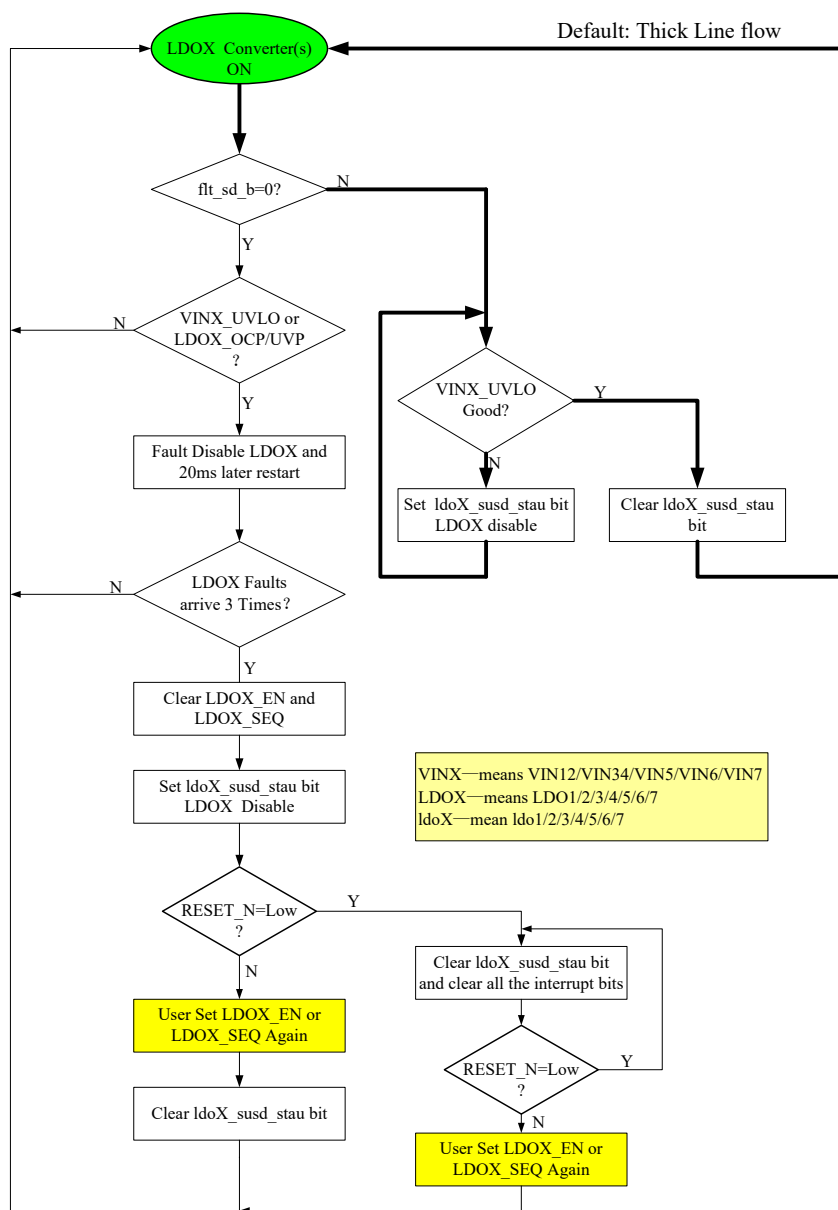 Default: Thick Line flow
LDOX Converter(s)
ON
flt_sd_b=0?
N
Y
VINX_UVLO or
LDOX_OCP/UVP
?
N
Y
VINX_UVLO
Good?
Y
N
Fault Disable LDOX and
20ms later restart
Set ldoX_susd_stau bit
LDOX disable
Clear ldoX_susd_stau
bit
LDOX Faults
arrive 3 Times?
N
Y
Clear LDOX_EN and
LDOX_SEQ
Set ldoX_susd_stau bit
LDOX Disable
VINX—means VIN12/VIN34/VIN5/VIN6/VIN7
LDOX—means LDO1/2/3/4/5/6/7
ldoX—mean ldo1/2/3/4/5/6/7
RESET_N=Low
?
Y
N
Clear ldoX_susd_stau bit
and clear all the interrupt bits
User Set LDOX_EN or
LDOX_SEQ Again
RESET_N=Low
?
Y
N
Clear ldoX_susd_stau bit
User Set LDOX_EN or
LDOX_SEQ Again